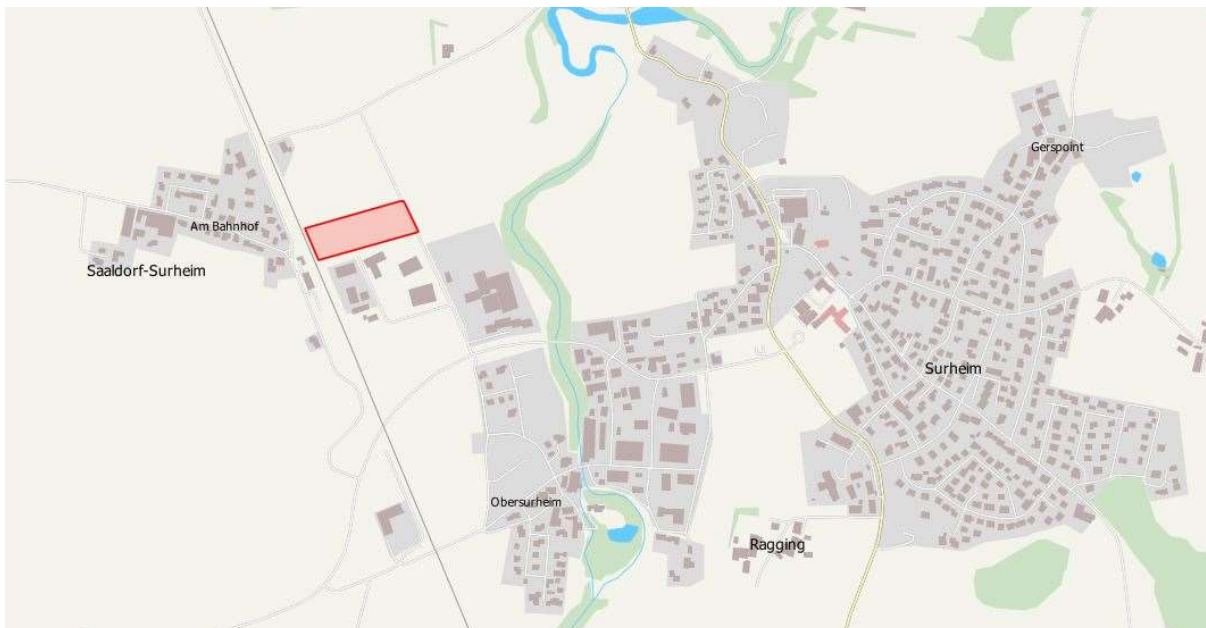 Gerspoint
Am Bahnhof
Saaldorf-Surheim
Surheim
Obersurheim
Ragging